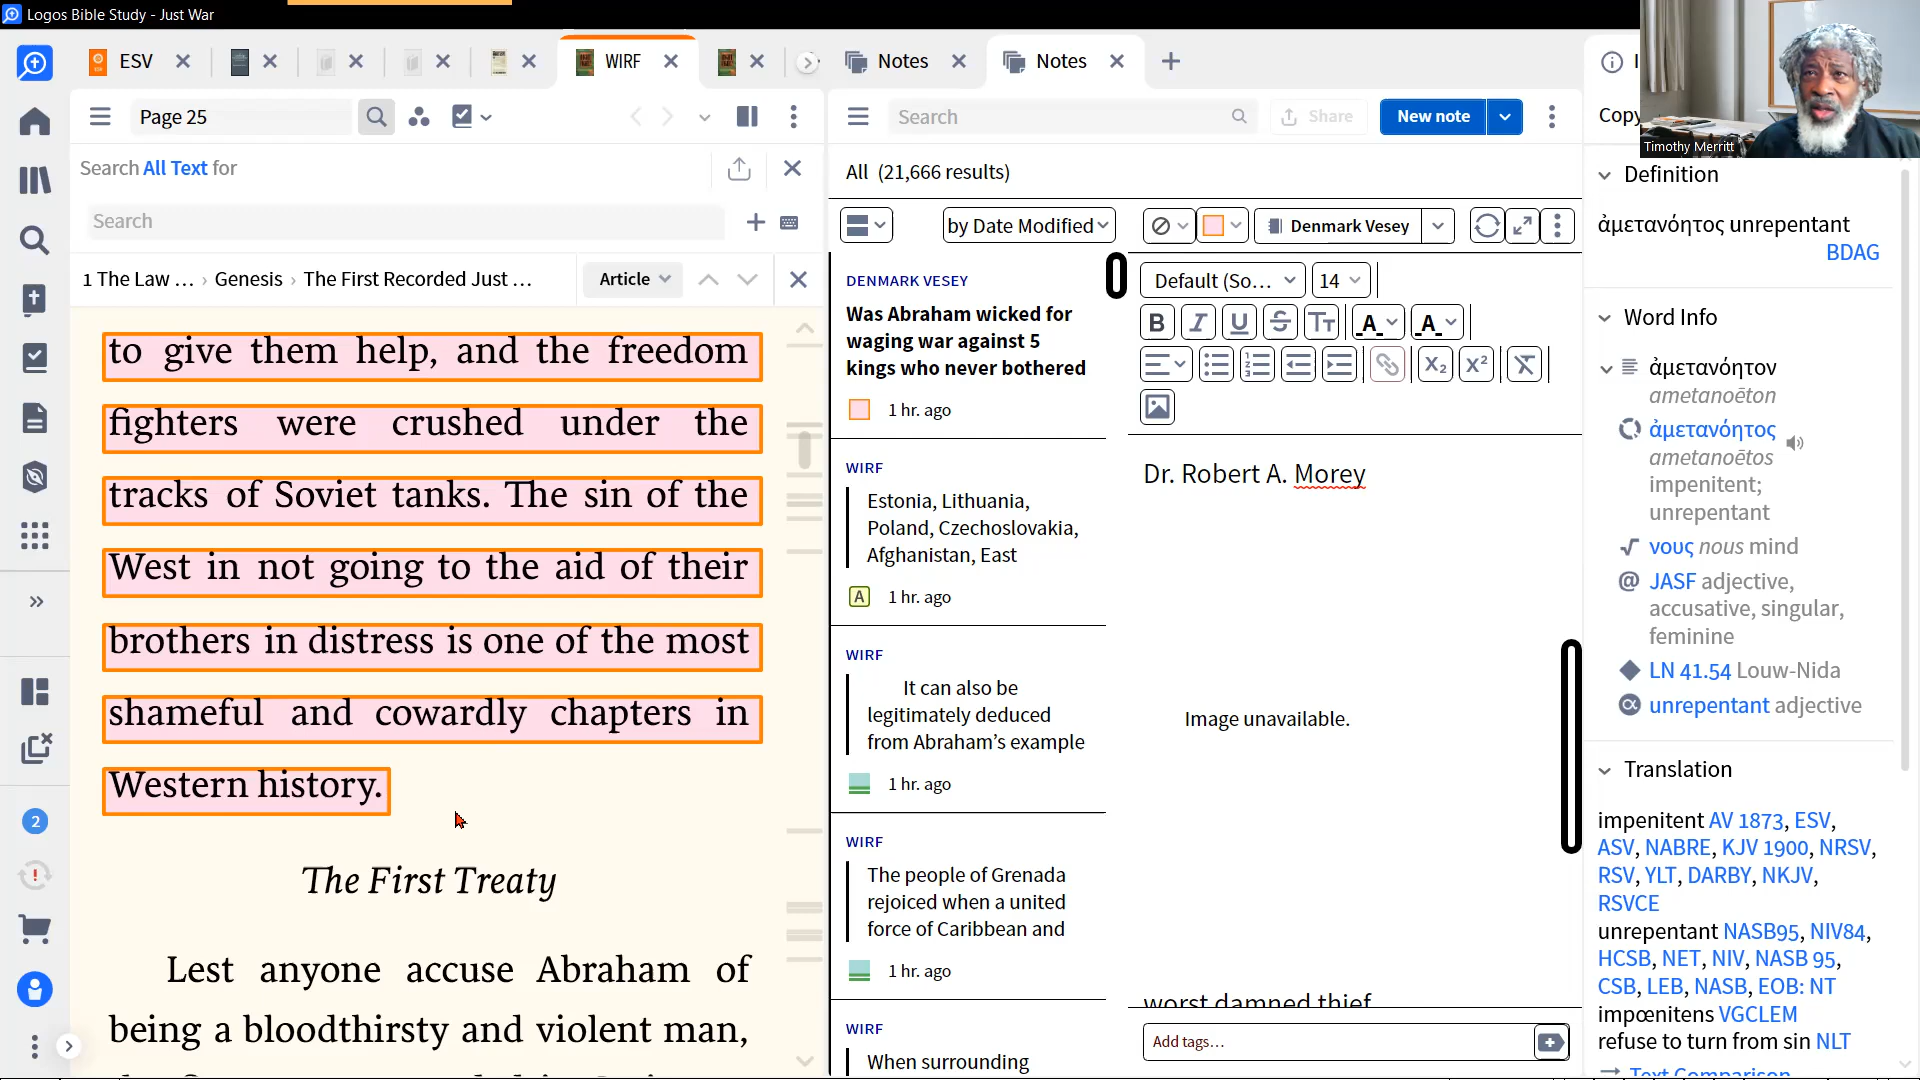 Logos Bible Study - Just War
ESV
WIRF
Notes
Notes
Page 25
Search
Share
New note
Copy
Timothy Merritt
Search All Text for
Search
1 The Law ... › Genesis › The First Recorded Just ...
Article
to give them help, and the freedom
fighters were crushed under the
tracks of Soviet tanks. The sin of the
West in not going to the aid of their
brothers in distress is one of the most
shameful and cowardly chapters in
Western history.
The First Treaty
Lest anyone accuse Abraham of
being a bloodthirsty and violent man,
All (21,666 results)
by Date Modified
Denmark Vesey
DENMARK VESEY
Was Abraham wicked for
waging war against 5
kings who never bothered
1 hr. ago
WIRF
Estonia, Lithuania,
Poland, Czechoslovakia,
Afghanistan, East
A
1 hr. ago
WIRF
It can also be
legitimately deduced
from Abraham’s example
1 hr. ago
WIRF
The people of Grenada
rejoiced when a united
force of Caribbean and
1 hr. ago
WIRF
When surrounding
Default (So...
14
B I U S Tт A A
X₂ X²
Dr. Robert A. Morey
Image unavailable.
worst damned thief
Add tags…
Definition
ἀμετανόητος unrepentant
BDAG
Word Info
ἀμετανόητον
ametanoēton
ἀμετανόητος
ametanoētos
impenitent;
unrepentant
νους nous mind
@ JASF adjective,
accusative, singular,
feminine
LN 41.54 Louw-Nida
unrepentant adjective
Translation
impenitent AV 1873, ESV,
ASV, NABRE, KJV 1900, NRSV,
RSV, YLT, DARBY, NKJV,
RSVCE
unrepentant NASB95, NIV84,
HCSB, NET, NIV, NASB 95,
CSB, LEB, NASB, EOB: NT
impœnitens VGCLEM
refuse to turn from sin NLT
Text Comparison
2